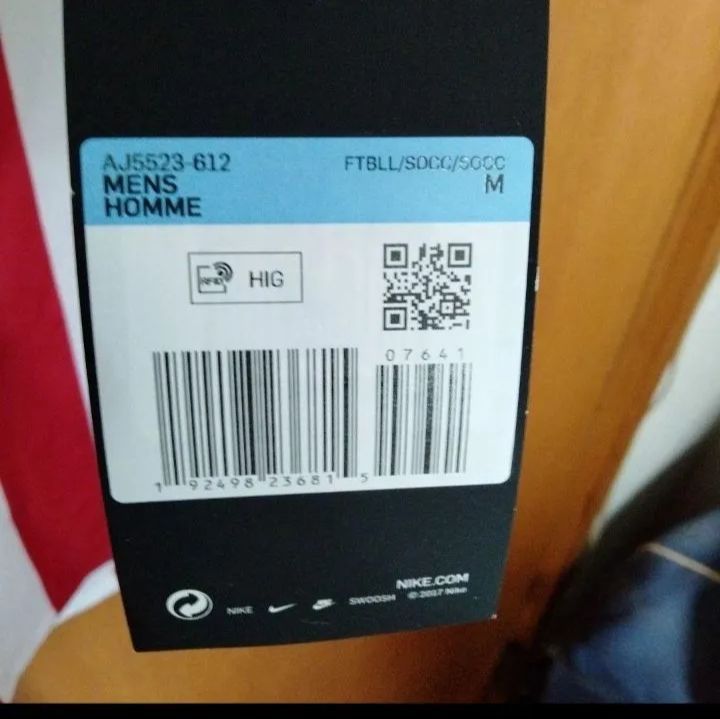 AJ5523-612 FTBLL/SOCC/SOCC
MENS M
HOMME
RFID HIG
07641
1 92498 23681 5
NIKE.COM
NIKE SWOOSH © 2017 Nike